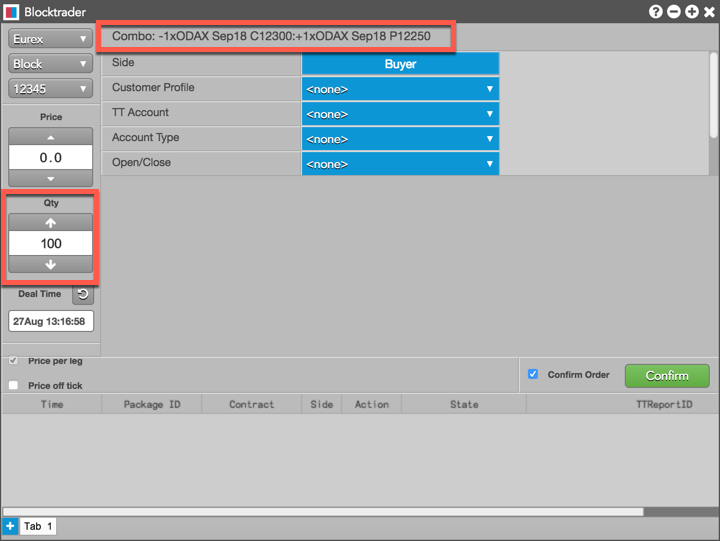 Blocktrader
Eurex
Block
12345
Combo: -1xODAX Sep18 C12300:+1xODAX Sep18 P12250
Side
Buyer
Customer Profile
<none>
TT Account
<none>
Account Type
<none>
Open/Close
<none>
Price
0.0
Qty
100
Deal Time
27Aug 13:16:58
Price per leg
Price off tick
Confirm Order
Confirm
Time Package ID Contract Side Action State TTReportID
Tab 1